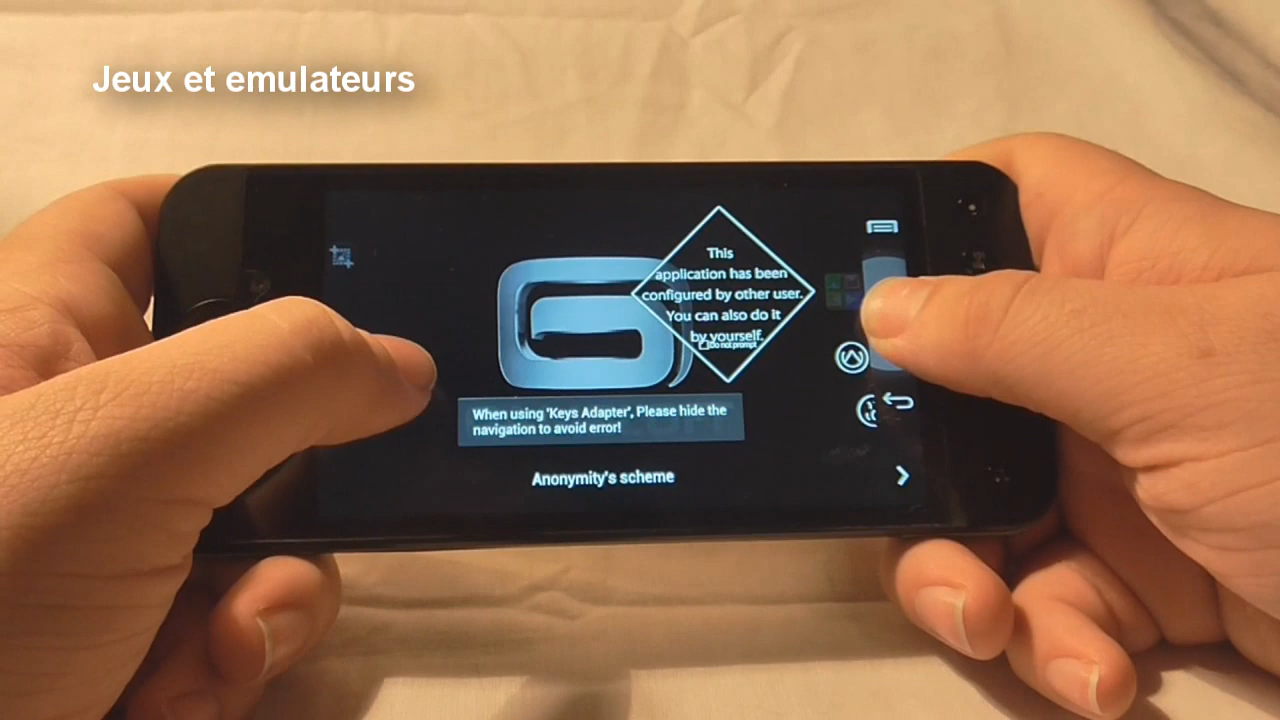 Jeux et emulateurs
This
application has been
configured by other user.
You can also do it
by yourself.
Do not prompt
When using 'Keys Adapter', Please hide the
navigation to avoid error!
Anonymity's scheme